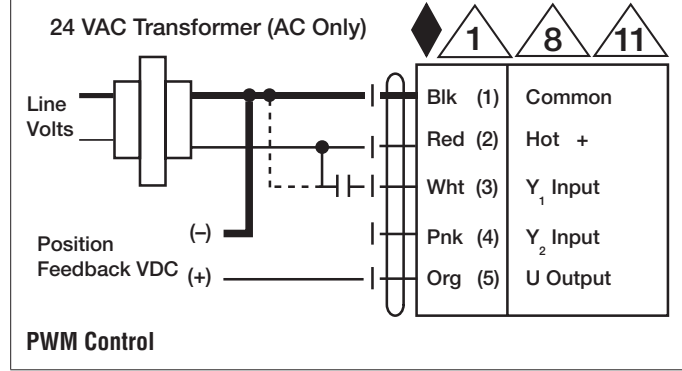 24 VAC Transformer (AC Only)
1
8
11
Line
Volts
Blk (1) Common
Red (2) Hot +
Wht (3) Y1 Input
Pnk (4) Y2 Input
Org (5) U Output
(–)
Position
Feedback VDC (+)
PWM Control